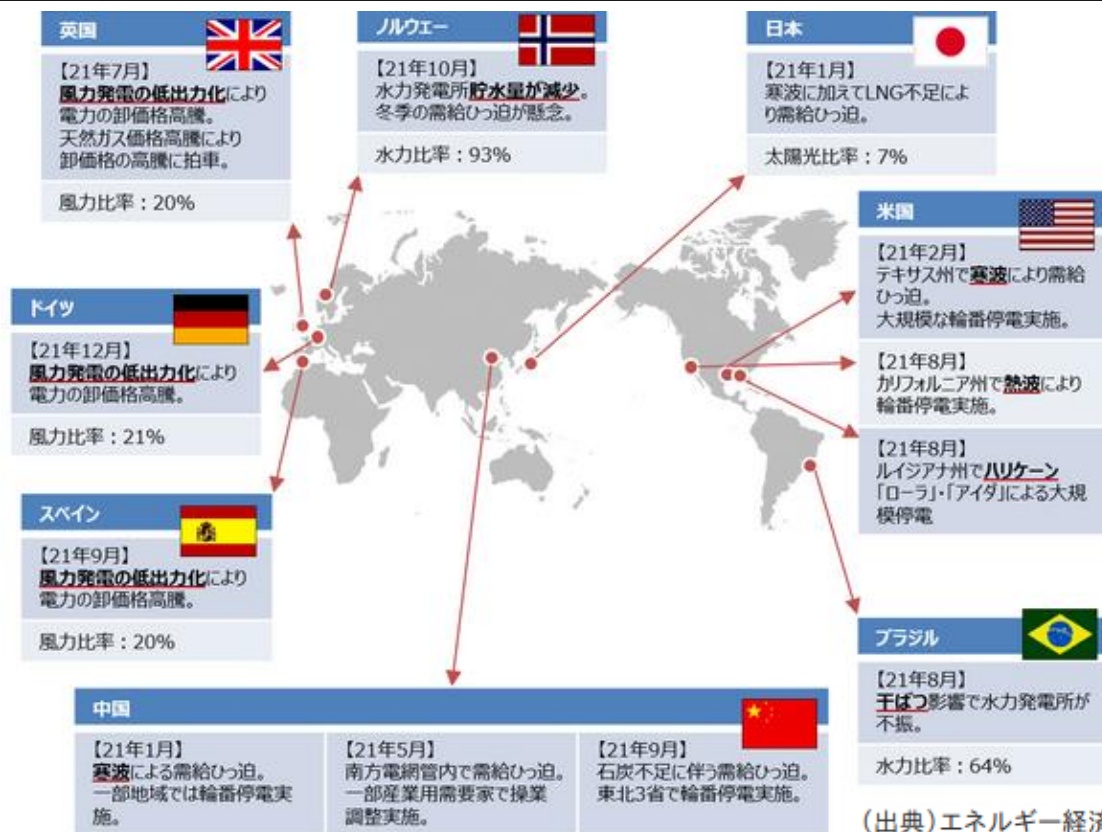 英国
【21年7月】
風力発電の低出力化により
電力の卸価格高騰。
天然ガス価格高騰により
卸価格の高騰に拍車。
風力比率：20%
ノルウェー
【21年10月】
水力発電所貯水量が減少。
冬季の需給ひっ迫が懸念。
水力比率：93%
日本
【21年1月】
寒波に加えてLNG不足によ
り需給ひっ迫。
太陽光比率：7%
米国
【21年2月】
テキサス州で寒波により需給
ひっ迫。
大規模な輪番停電実施。
【21年8月】
カリフォルニア州で熱波により
輪番停電実施。
【21年8月】
ルイジアナ州でハリケーン
「ローラ」・「アイダ」による大規
模停電
ドイツ
【21年12月】
風力発電の低出力化により
電力の卸価格高騰。
風力比率：21%
スペイン
【21年9月】
風力発電の低出力化により
電力の卸価格高騰。
風力比率：20%
ブラジル
【21年8月】
干ばつ影響で水力発電所が
不振。
水力比率：64%
中国
【21年1月】
寒波による需給ひっ迫。
一部地域では輪番停電実
施。
【21年5月】
南方電網管内で需給ひっ迫。
一部産業用需要家で操業
調整実施。
【21年9月】
石炭不足に伴う需給ひっ迫。
東北3省で輪番停電実施。
（出典）エネルギー経済